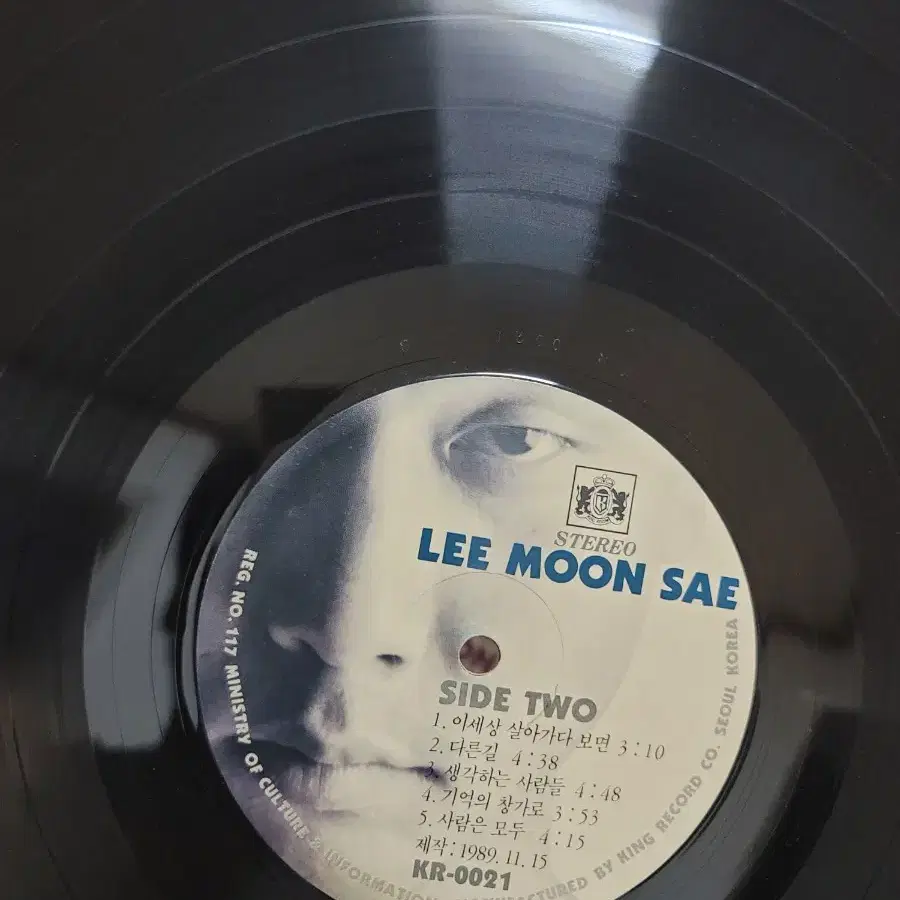 STEREO
LEE MOON SAE
SIDE TWO
1. 이세상 살아가다 보면 3:10
2. 다른길 4:38
3. 생각하는 사람들 4:48
4. 기억의 창가로 3:53
5. 사람은 모두 4:15
제작: 1989. 11. 15
KR-0021
REG. NO. 117 MINISTRY OF CULTURE & INFORMATION MANUFACTURED BY KING RECORD CO. SEOUL KOREA